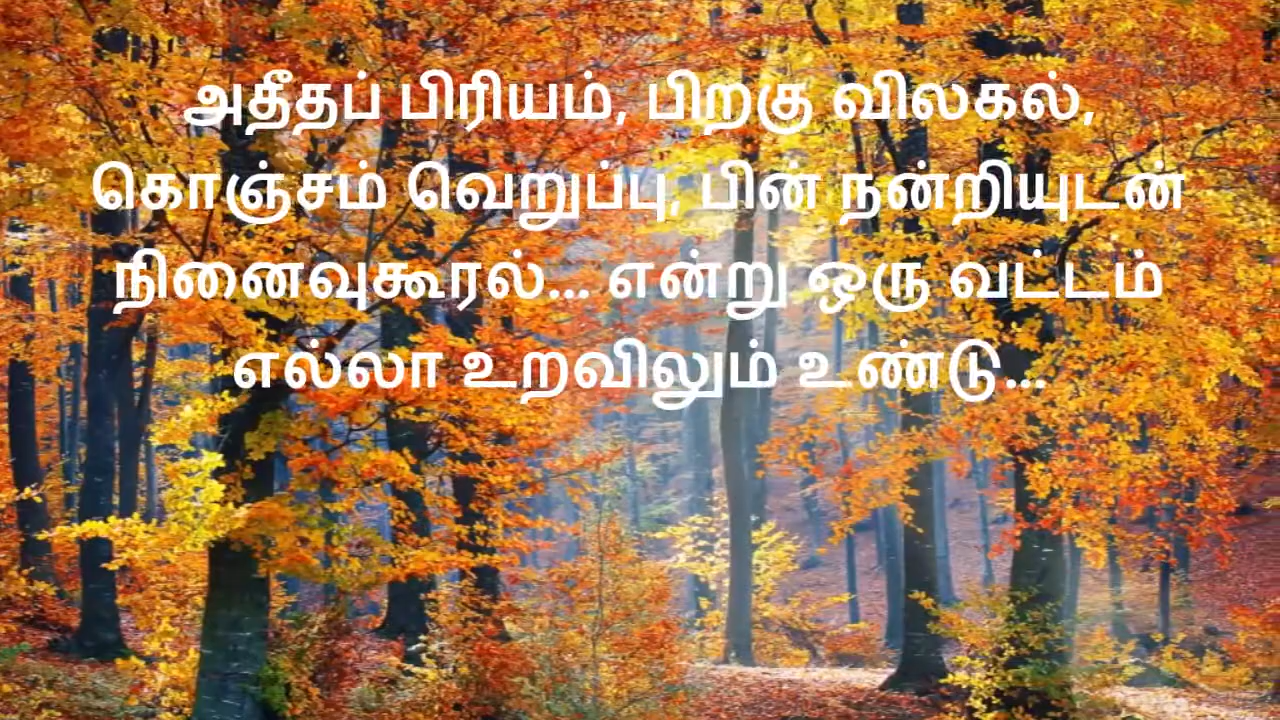 அதீதப் பிரியம், பிறகு விலகல்,
கொஞ்சம் வெறுப்பு, பின் நன்றியுடன்
நினைவுகூரல்... என்று ஒரு வட்டம்
எல்லா உறவிலும் உண்டு...